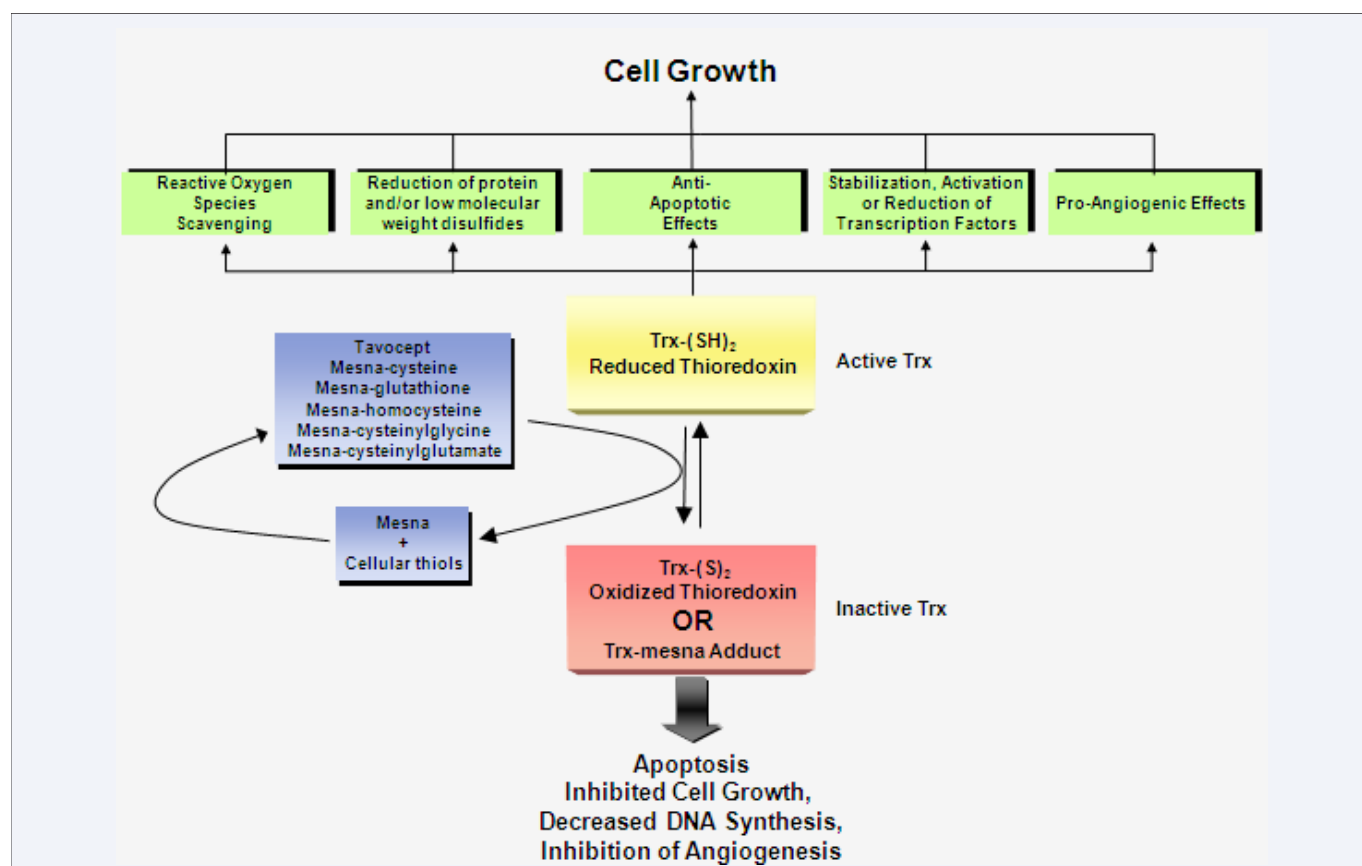 Cell Growth
Reactive Oxygen
Species
Scavenging
Reduction of protein
and/or low molecular
weight disulfides
Anti-
Apoptotic
Effects
Stabilization, Activation
or Reduction of
Transcription Factors
Pro-Angiogenic Effects
Trx-(SH)₂
Reduced Thioredoxin
Active Trx
Tavocept
Mesna-cysteine
Mesna-glutathione
Mesna-homocysteine
Mesna-cysteinylglycine
Mesna-cysteinylglutamate
Mesna
+
Cellular thiols
Trx-(S)₂
Oxidized Thioredoxin
OR
Trx-mesna Adduct
Inactive Trx
Apoptosis
Inhibited Cell Growth,
Decreased DNA Synthesis,
Inhibition of Angiogenesis